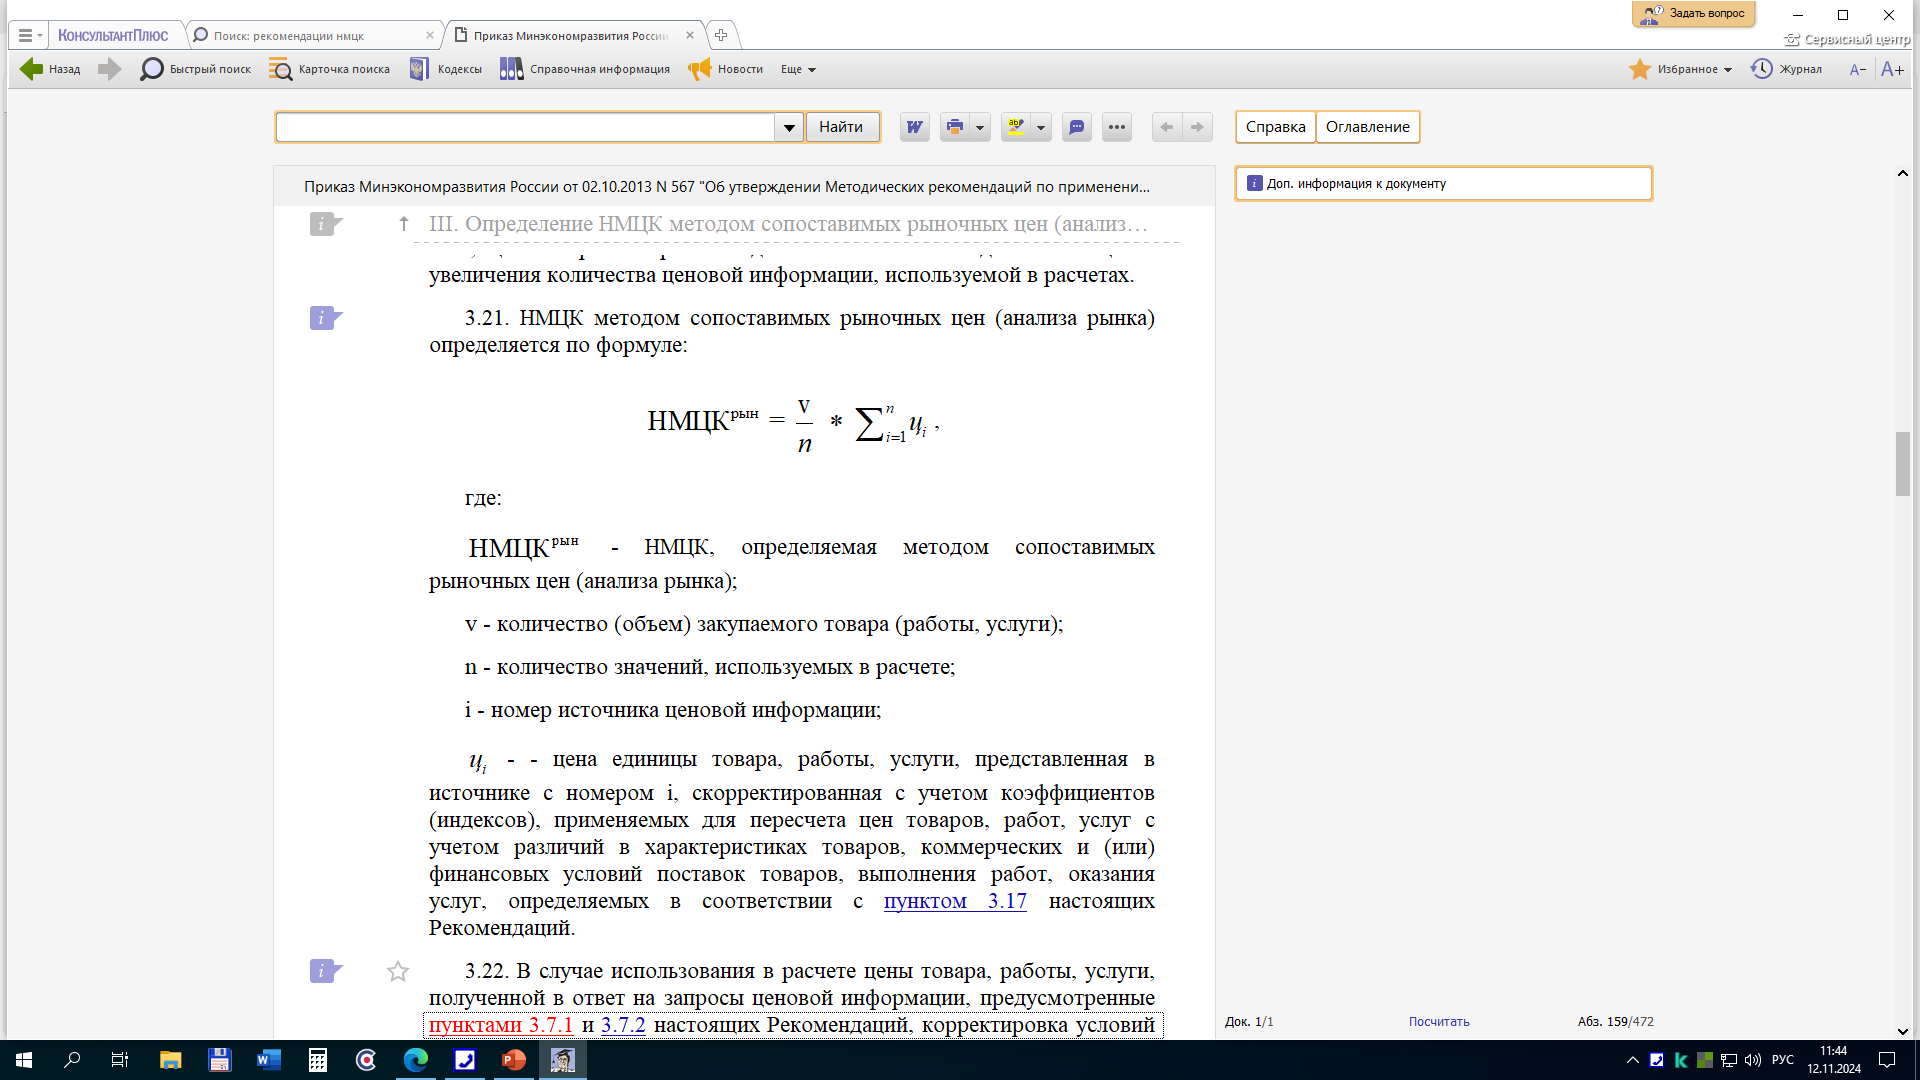 Задать вопрос
КонсультантПлюс
Поиск: рекомендации нмцк
Приказ Минэкономразвития России
Сервисный центр
Назад
Быстрый поиск
Карточка поиска
Кодексы
Справочная информация
Новости
Еще
Избранное
Журнал
A−
A+
Найти
Справка
Оглавление
Приказ Минэкономразвития России от 02.10.2013 N 567 "Об утверждении Методических рекомендаций по применени...
Доп. информация к документу
III. Определение НМЦК методом сопоставимых рыночных цен (анализ…
увеличения количества ценовой информации, используемой в расчетах.
3.21. НМЦК методом сопоставимых рыночных цен (анализа рынка)
определяется по формуле:
НМЦКрын = v/n * ∑ni=1 цi ,
где:
НМЦКрын - НМЦК, определяемая методом сопоставимых
рыночных цен (анализа рынка);
v - количество (объем) закупаемого товара (работы, услуги);
n - количество значений, используемых в расчете;
i - номер источника ценовой информации;
цi - - цена единицы товара, работы, услуги, представленная в
источнике с номером i, скорректированная с учетом коэффициентов
(индексов), применяемых для пересчета цен товаров, работ, услуг с
учетом различий в характеристиках товаров, коммерческих и (или)
финансовых условий поставок товаров, выполнения работ, оказания
услуг, определяемых в соответствии с пунктом 3.17 настоящих
Рекомендаций.
3.22. В случае использования в расчете цены товара, работы, услуги,
полученной в ответ на запросы ценовой информации, предусмотренные
пунктами 3.7.1 и 3.7.2 настоящих Рекомендаций, корректировка условий
Док. 1/1
Посчитать
Абз. 159/472
РУС
11:44
12.11.2024